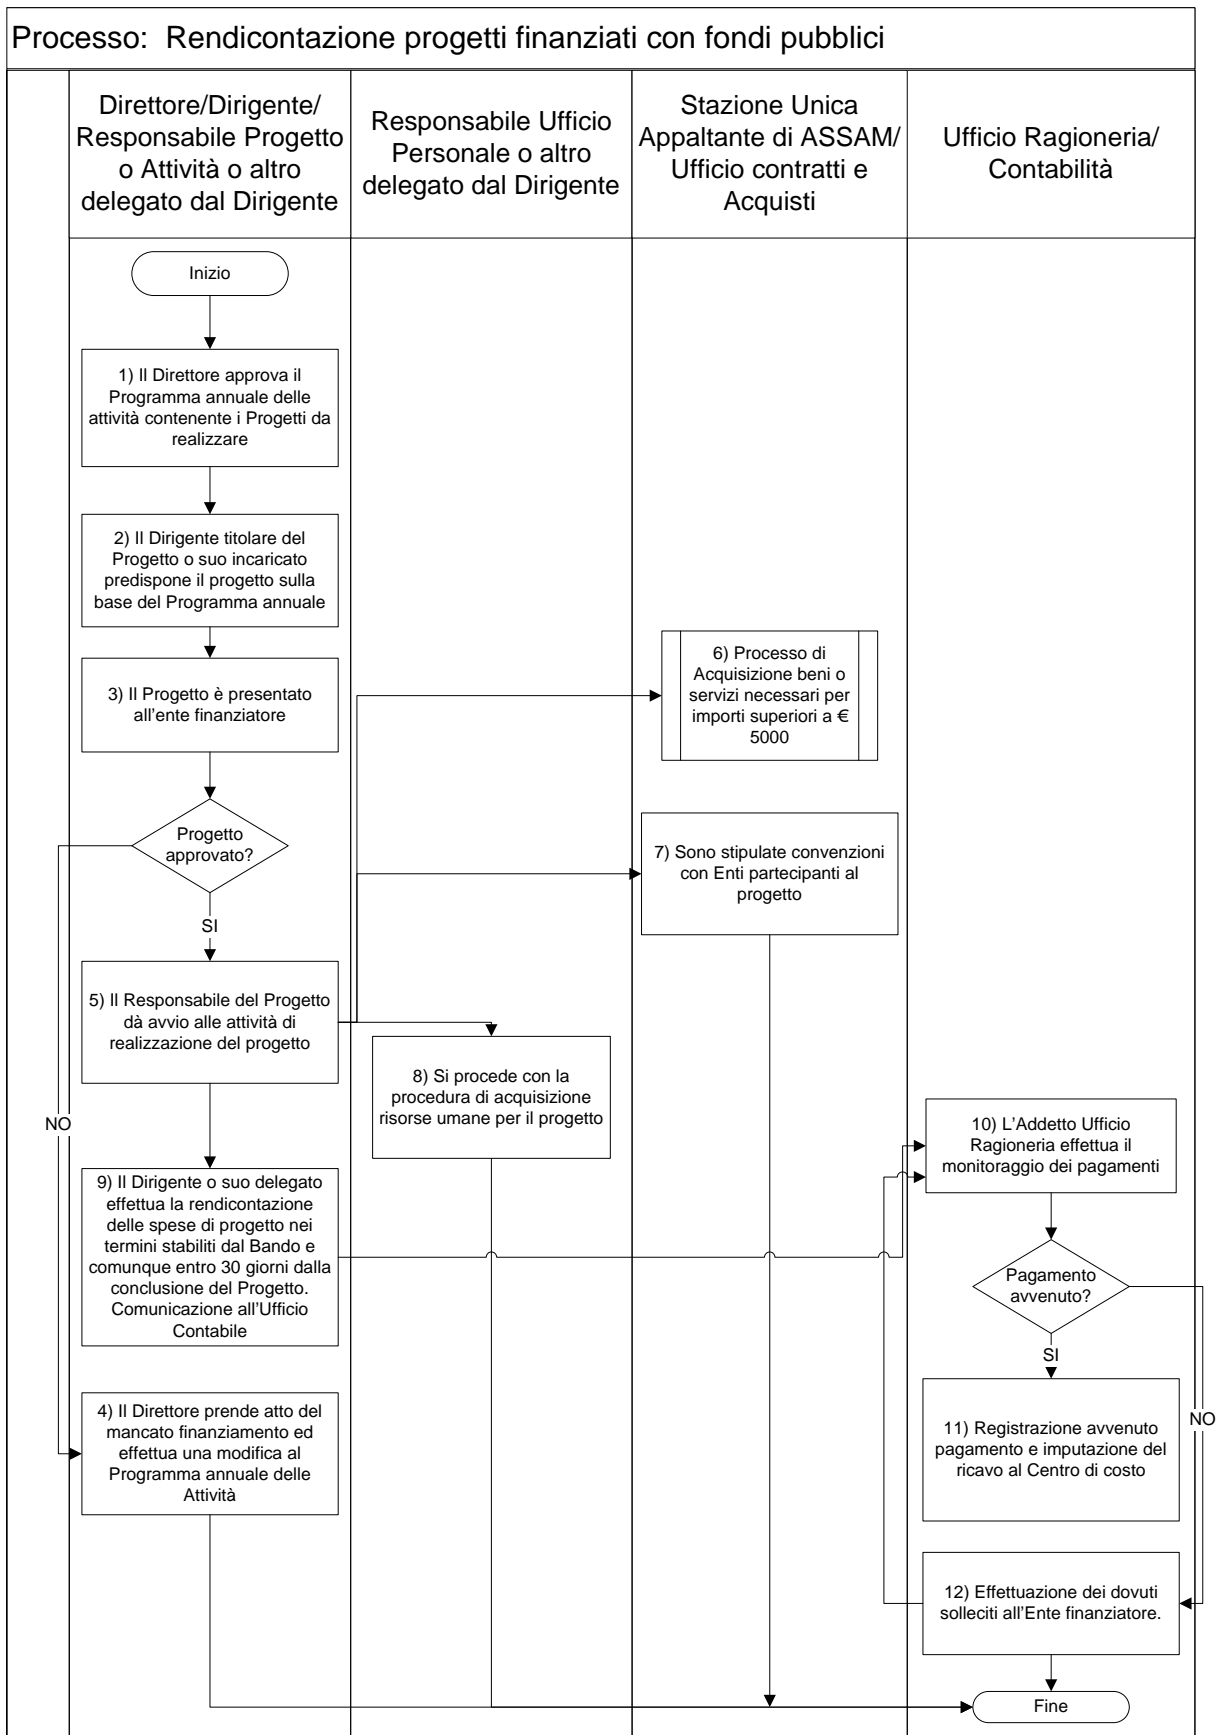 Processo:  Rendicontazione progetti finanziati con fondi pubblici
Direttore/Dirigente/
Responsabile Progetto
o Attività o altro
delegato dal Dirigente
Responsabile Ufficio
Personale o altro
delegato dal Dirigente
Stazione Unica
Appaltante di ASSAM/
Ufficio contratti e
Acquisti
Ufficio Ragioneria/
Contabilità
Inizio
1) Il Direttore approva il
Programma annuale delle
attività contenente i Progetti da
realizzare
2) Il Dirigente titolare del
Progetto o suo incaricato
predispone il progetto sulla
base del Programma annuale
3) Il Progetto è presentato
all'ente finanziatore
6) Processo di
Acquisizione beni o
servizi necessari per
importi superiori a €
5000
Progetto
approvato?
7) Sono stipulate convenzioni
con Enti partecipanti al
progetto
SI
5) Il Responsabile del Progetto
dà avvio alle attività di
realizzazione del progetto
8) Si procede con la
procedura di acquisizione
risorse umane per il progetto
NO
10) L'Addetto Ufficio
Ragioneria effettua il
monitoraggio dei pagamenti
9) Il Dirigente o suo delegato
effettua la rendicontazione
delle spese di progetto nei
termini stabiliti dal Bando e
comunque entro 30 giorni dalla
conclusione del Progetto.
Comunicazione all'Ufficio
Contabile
Pagamento
avvenuto?
SI
4) Il Direttore prende atto del
mancato finanziamento ed
effettua una modifica al
Programma annuale delle
Attività
11) Registrazione avvenuto
pagamento e imputazione del
ricavo al Centro di costo
NO
12) Effettuazione dei dovuti
solleciti all'Ente finanziatore.
Fine